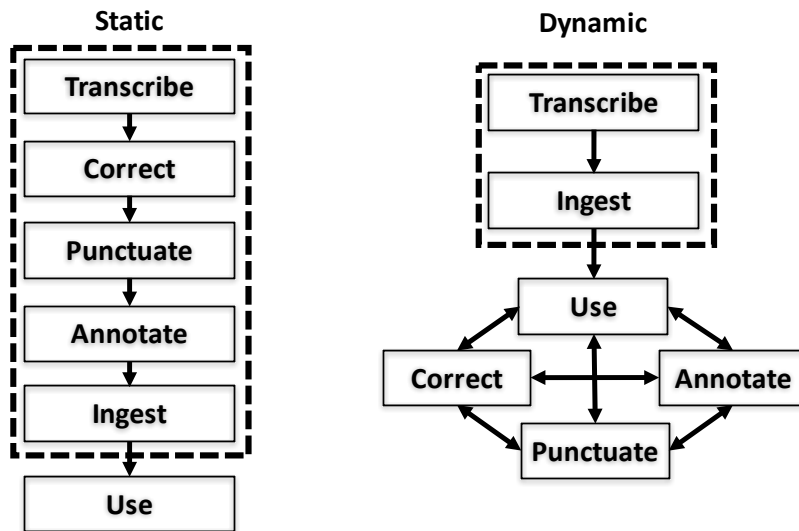 Static
Transcribe
Correct
Punctuate
Annotate
Ingest
Use
Dynamic
Transcribe
Ingest
Use
Correct
Annotate
Punctuate